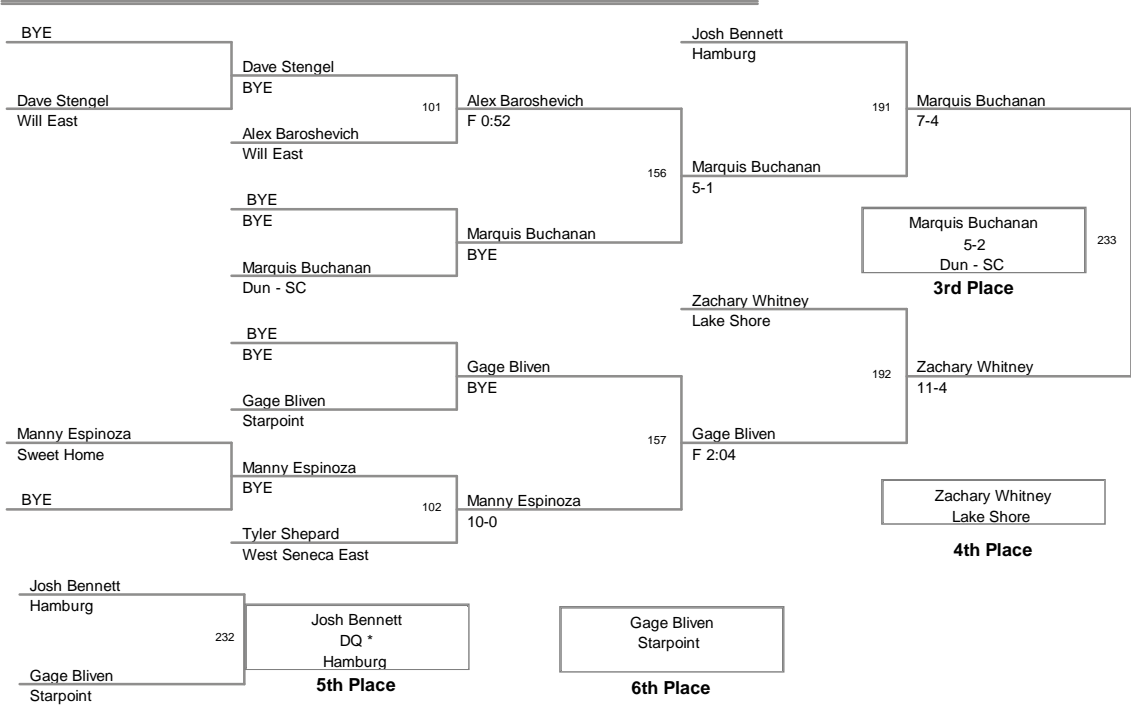 BYE
Dave Stengel
Will East
Dave Stengel
BYE
101
Alex Baroshevich
Will East
Alex Baroshevich
F 0:52
BYE
BYE
Marquis Buchanan
Dun - SC
Marquis Buchanan
BYE
156
Marquis Buchanan
5-1
Josh Bennett
Hamburg
191
Marquis Buchanan
7-4
Marquis Buchanan
5-2
Dun - SC
3rd Place
233
BYE
BYE
Gage Bliven
Starpoint
Gage Bliven
BYE
Manny Espinoza
Sweet Home
BYE
Manny Espinoza
BYE
102
Tyler Shepard
West Seneca East
Manny Espinoza
10-0
157
Gage Bliven
F 2:04
Zachary Whitney
Lake Shore
192
Zachary Whitney
11-4
Zachary Whitney
Lake Shore
4th Place
Josh Bennett
Hamburg
232
Gage Bliven
Starpoint
Josh Bennett
DQ *
Hamburg
5th Place
Gage Bliven
Starpoint
6th Place